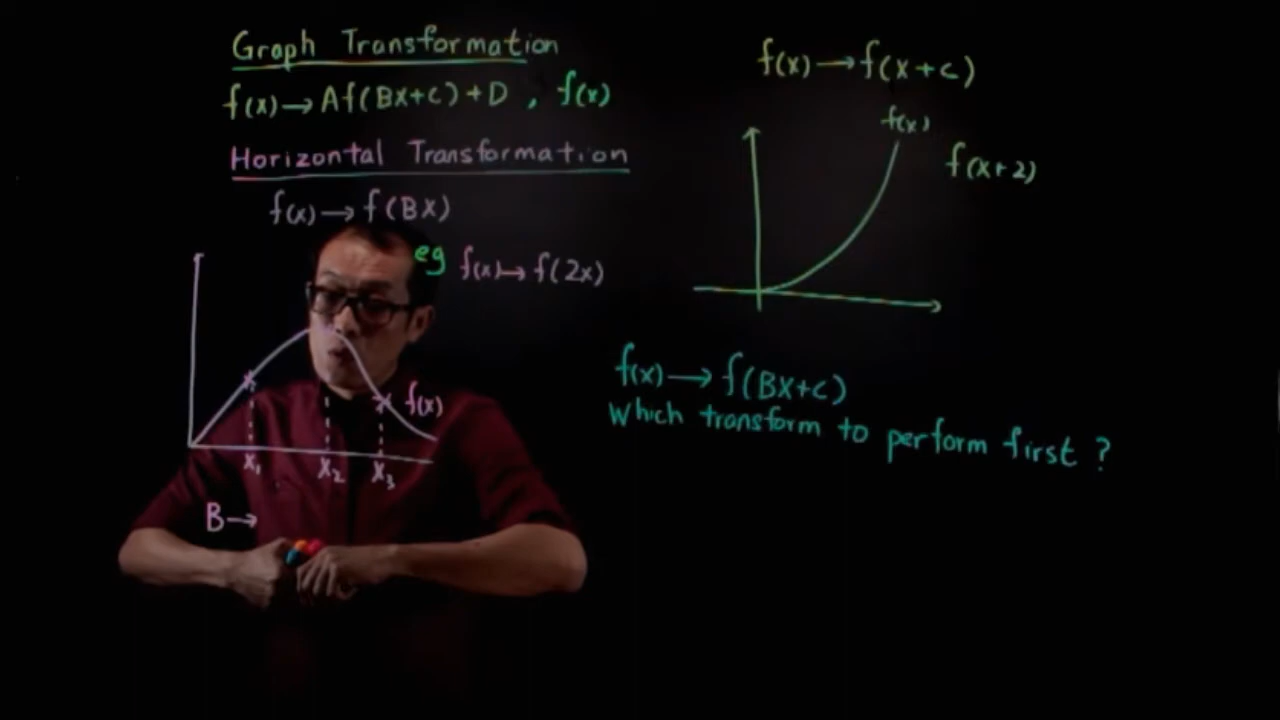 Graph Transformation
f(x) → Af(Bx+c) + D , f(x)
Horizontal Transformation
f(x) → f(Bx)
eg f(x) ↦ f(2x)
f(x)
x₁ x₂ x₃
B →
f(x) → f(x+c)
f(x)
f(x+2)
f(x) → f(Bx+c)
Which transform to perform first ?